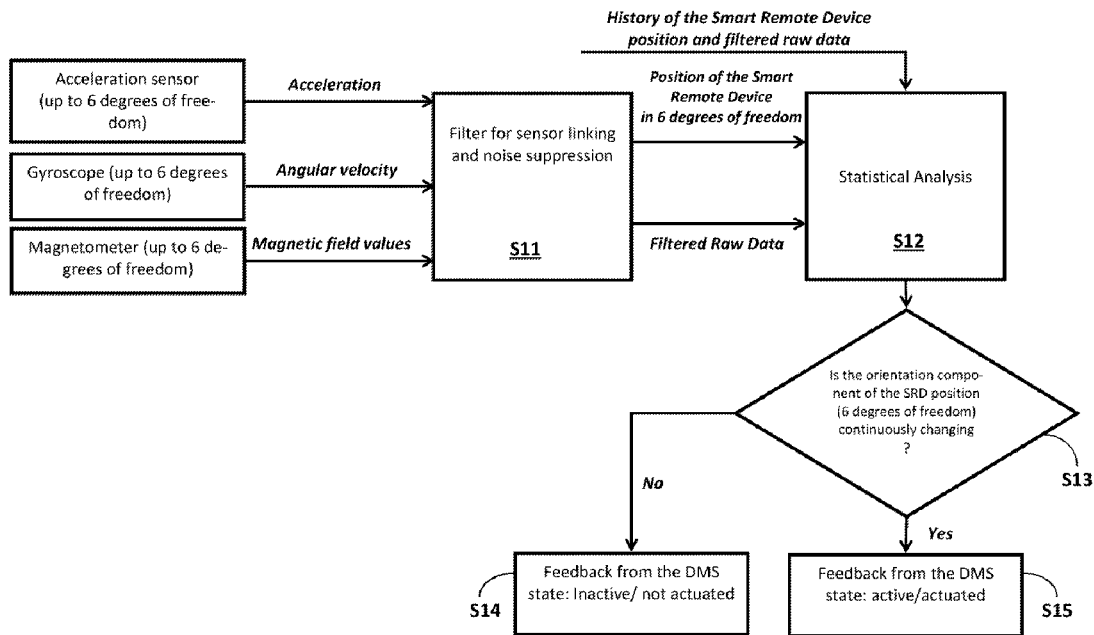 History of the Smart Remote Device
position and filtered raw data
Acceleration sensor
(up to 6 degrees of free-
dom)
Acceleration
Position of the Smart
Remote Device
in 6 degrees of freedom
Filter for sensor linking
and noise suppression
S11
Gyroscope (up to 6 degrees
of freedom)
Angular velocity
Statistical Analysis
S12
Magnetometer (up to 6 de-
grees of freedom)
Magnetic field values
Filtered Raw Data
Is the orientation compo-
nent of the SRD position
(6 degrees of freedom)
continuously changing
?
S13
No
Yes
Feedback from the DMS
state: Inactive/ not actuated
S14
Feedback from the DMS
state: active/actuated
S15